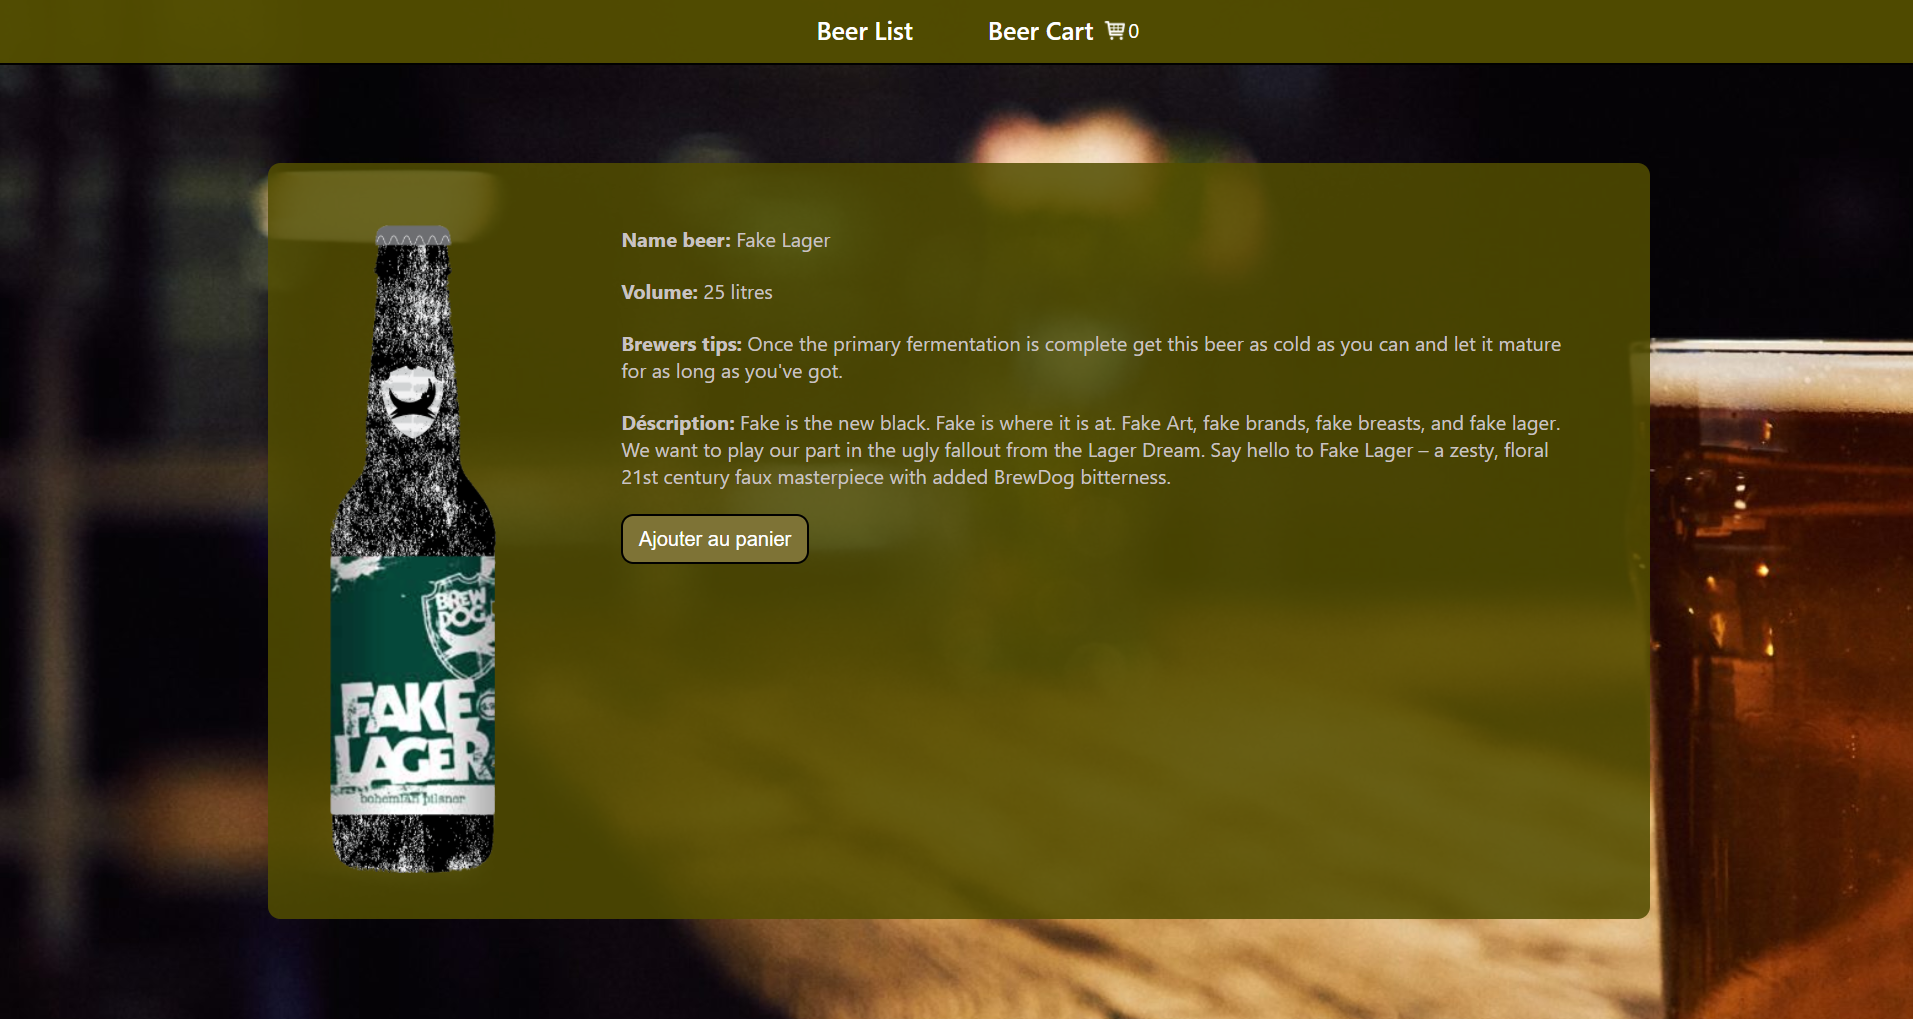 Beer List
Beer Cart 0
Name beer: Fake Lager
Volume: 25 litres
Brewers tips: Once the primary fermentation is complete get this beer as cold as you can and let it mature
for as long as you've got.
Déscription: Fake is the new black. Fake is where it is at. Fake Art, fake brands, fake breasts, and fake lager.
We want to play our part in the ugly fallout from the Lager Dream. Say hello to Fake Lager – a zesty, floral
21st century faux masterpiece with added BrewDog bitterness.
Ajouter au panier
BREW
DOG
FAKE
LAGER
bohemian pilsner